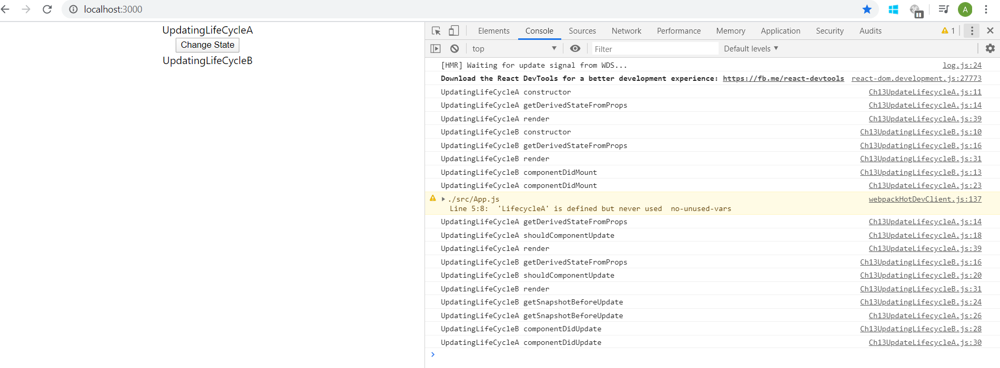 localhost:3000
A
UpdatingLifeCycleA
Change State
UpdatingLifeCycleB
Elements Console Sources Network Performance Memory Application Security Audits 1
top Filter Default levels
[HMR] Waiting for update signal from WDS... log.js:24
Download the React DevTools for a better development experience: https://fb.me/react-devtools react-dom.development.js:27773
UpdatingLifeCycleA constructor Ch13UpdateLifecycleA.js:11
UpdatingLifeCycleA getDerivedStateFromProps Ch13UpdateLifecycleA.js:14
UpdatingLifeCycleA render Ch13UpdateLifecycleA.js:39
UpdatingLifeCycleB constructor Ch13UpdatingLifecycleB.js:10
UpdatingLifeCycleB getDerivedStateFromProps Ch13UpdatingLifecycleB.js:16
UpdatingLifeCycleB render Ch13UpdatingLifecycleB.js:31
UpdatingLifeCycleB componentDidMount Ch13UpdatingLifecycleB.js:13
UpdatingLifeCycleA componentDidMount Ch13UpdateLifecycleA.js:23
./src/App.js webpackHotDevClient.js:137
Line 5:8: 'LifecycleA' is defined but never used no-unused-vars
UpdatingLifeCycleA getDerivedStateFromProps Ch13UpdateLifecycleA.js:14
UpdatingLifeCycleA shouldComponentUpdate Ch13UpdateLifecycleA.js:18
UpdatingLifeCycleA render Ch13UpdateLifecycleA.js:39
UpdatingLifeCycleB getDerivedStateFromProps Ch13UpdatingLifecycleB.js:16
UpdatingLifeCycleB shouldComponentUpdate Ch13UpdatingLifecycleB.js:20
UpdatingLifeCycleB render Ch13UpdatingLifecycleB.js:31
UpdatingLifeCycleB getSnapshotBeforeUpdate Ch13UpdatingLifecycleB.js:24
UpdatingLifeCycleA getSnapshotBeforeUpdate Ch13UpdateLifecycleA.js:26
UpdatingLifeCycleB componentDidUpdate Ch13UpdatingLifecycleB.js:28
UpdatingLifeCycleA componentDidUpdate Ch13UpdateLifecycleA.js:30